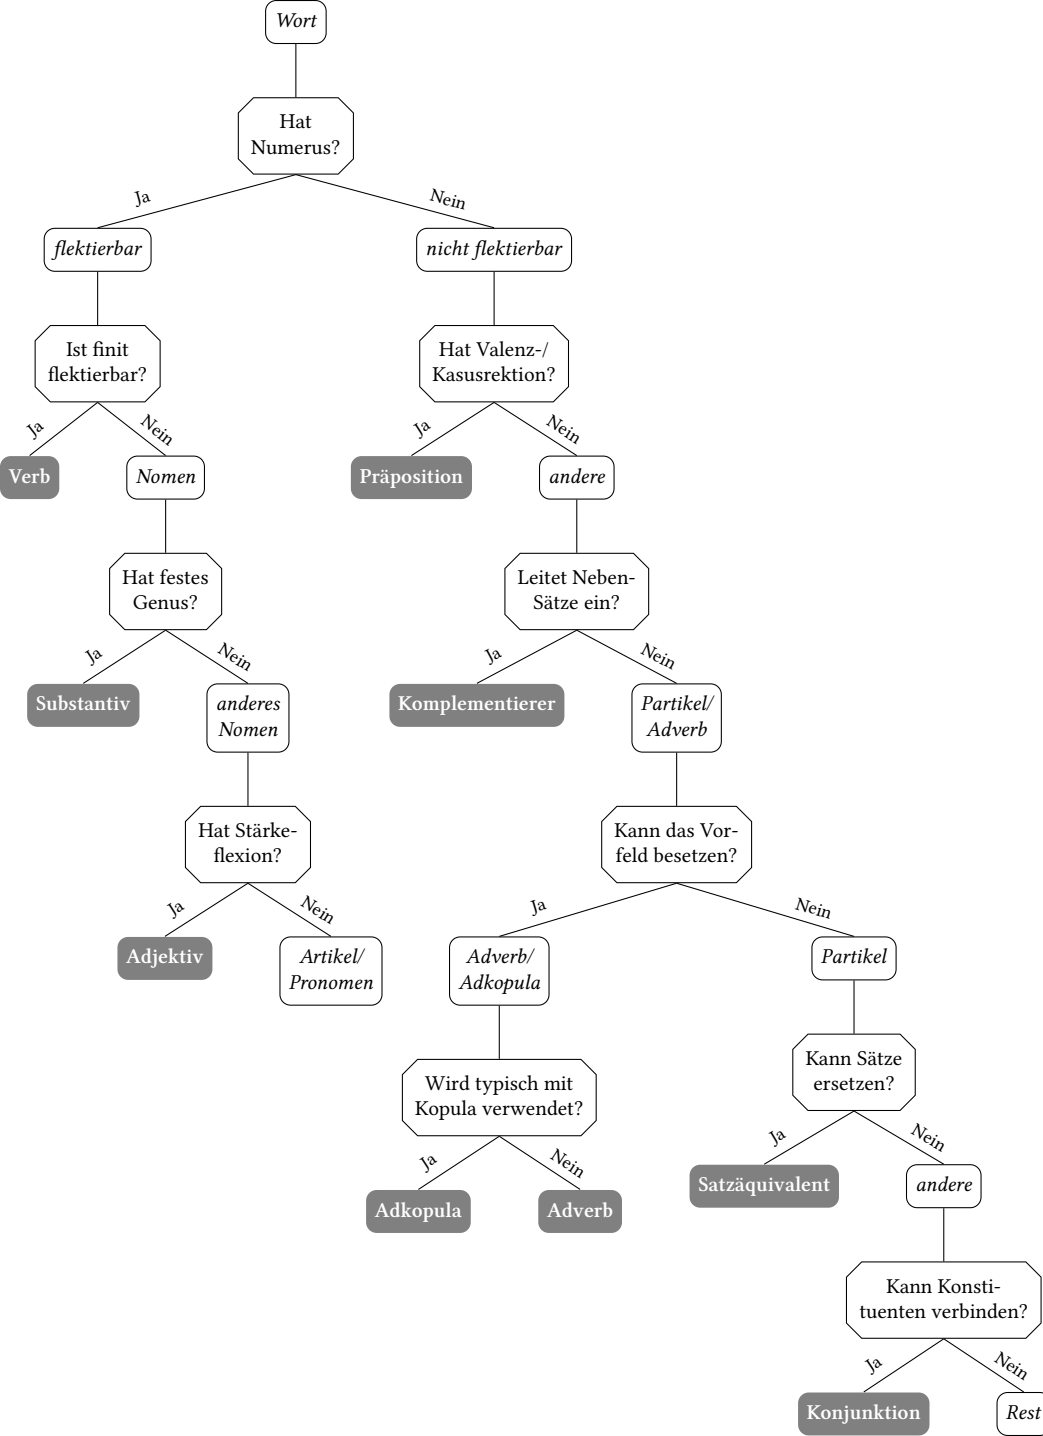 Wort
Hat
Numerus?
Ja
Nein
flektierbar
nicht flektierbar
Ist finit
flektierbar?
Hat Valenz-/
Kasusrektion?
Ja
Nein
Ja
Nein
Verb
Nomen
Präposition
andere
Hat festes
Genus?
Leitet Neben-
Sätze ein?
Ja
Nein
Ja
Nein
Substantiv
anderes
Nomen
Komplementierer
Partikel/
Adverb
Hat Stärke-
flexion?
Kann das Vor-
feld besetzen?
Ja
Nein
Ja
Nein
Adjektiv
Artikel/
Pronomen
Adverb/
Adkopula
Partikel
Wird typisch mit
Kopula verwendet?
Kann Sätze
ersetzen?
Ja
Nein
Ja
Nein
Adkopula
Adverb
Satzäquivalent
andere
Kann Konsti-
tuenten verbinden?
Ja
Nein
Konjunktion
Rest